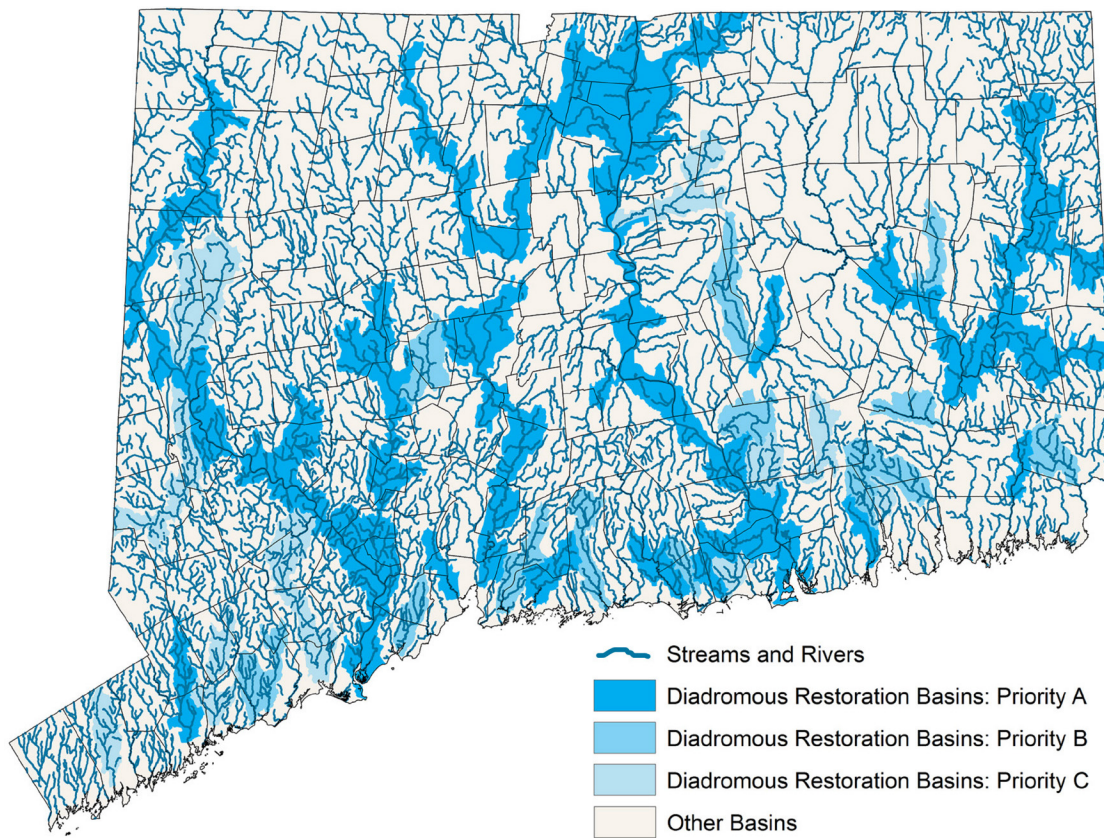 Streams and Rivers
Diadromous Restoration Basins: Priority A
Diadromous Restoration Basins: Priority B
Diadromous Restoration Basins: Priority C
Other Basins